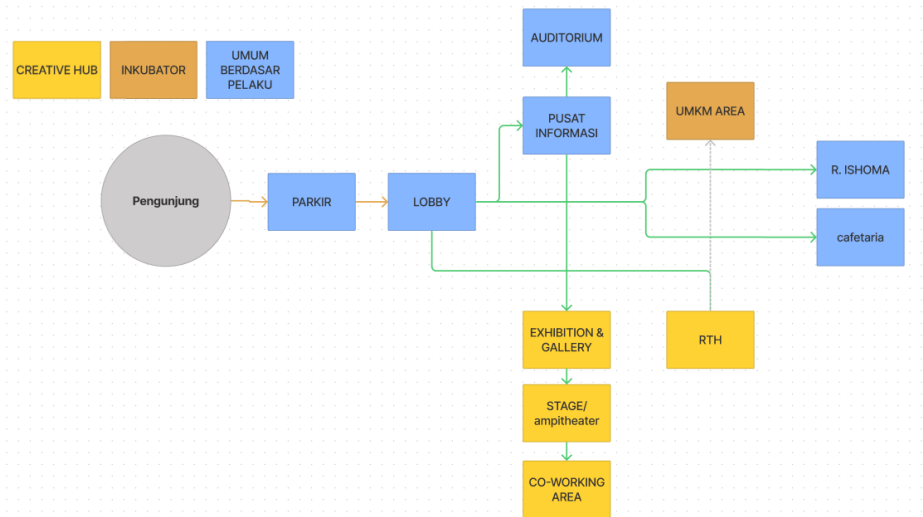 CREATIVE HUB
INKUBATOR
UMUM
BERDASAR
PELAKU
AUDITORIUM
PUSAT
INFORMASI
UMKM AREA
R. ISHOMA
Pengunjung
PARKIR
LOBBY
cafetaria
EXHIBITION &
GALLERY
RTH
STAGE/
ampitheater
CO-WORKING
AREA